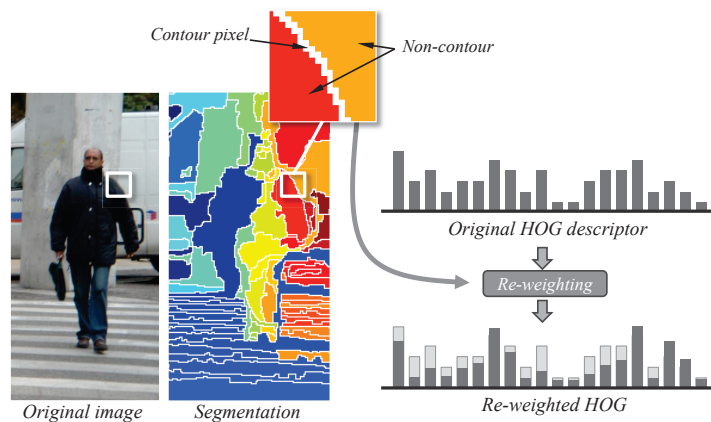 Contour pixel
Non-contour
Original HOG descriptor
Re-weighting
Original image
Segmentation
Re-weighted HOG